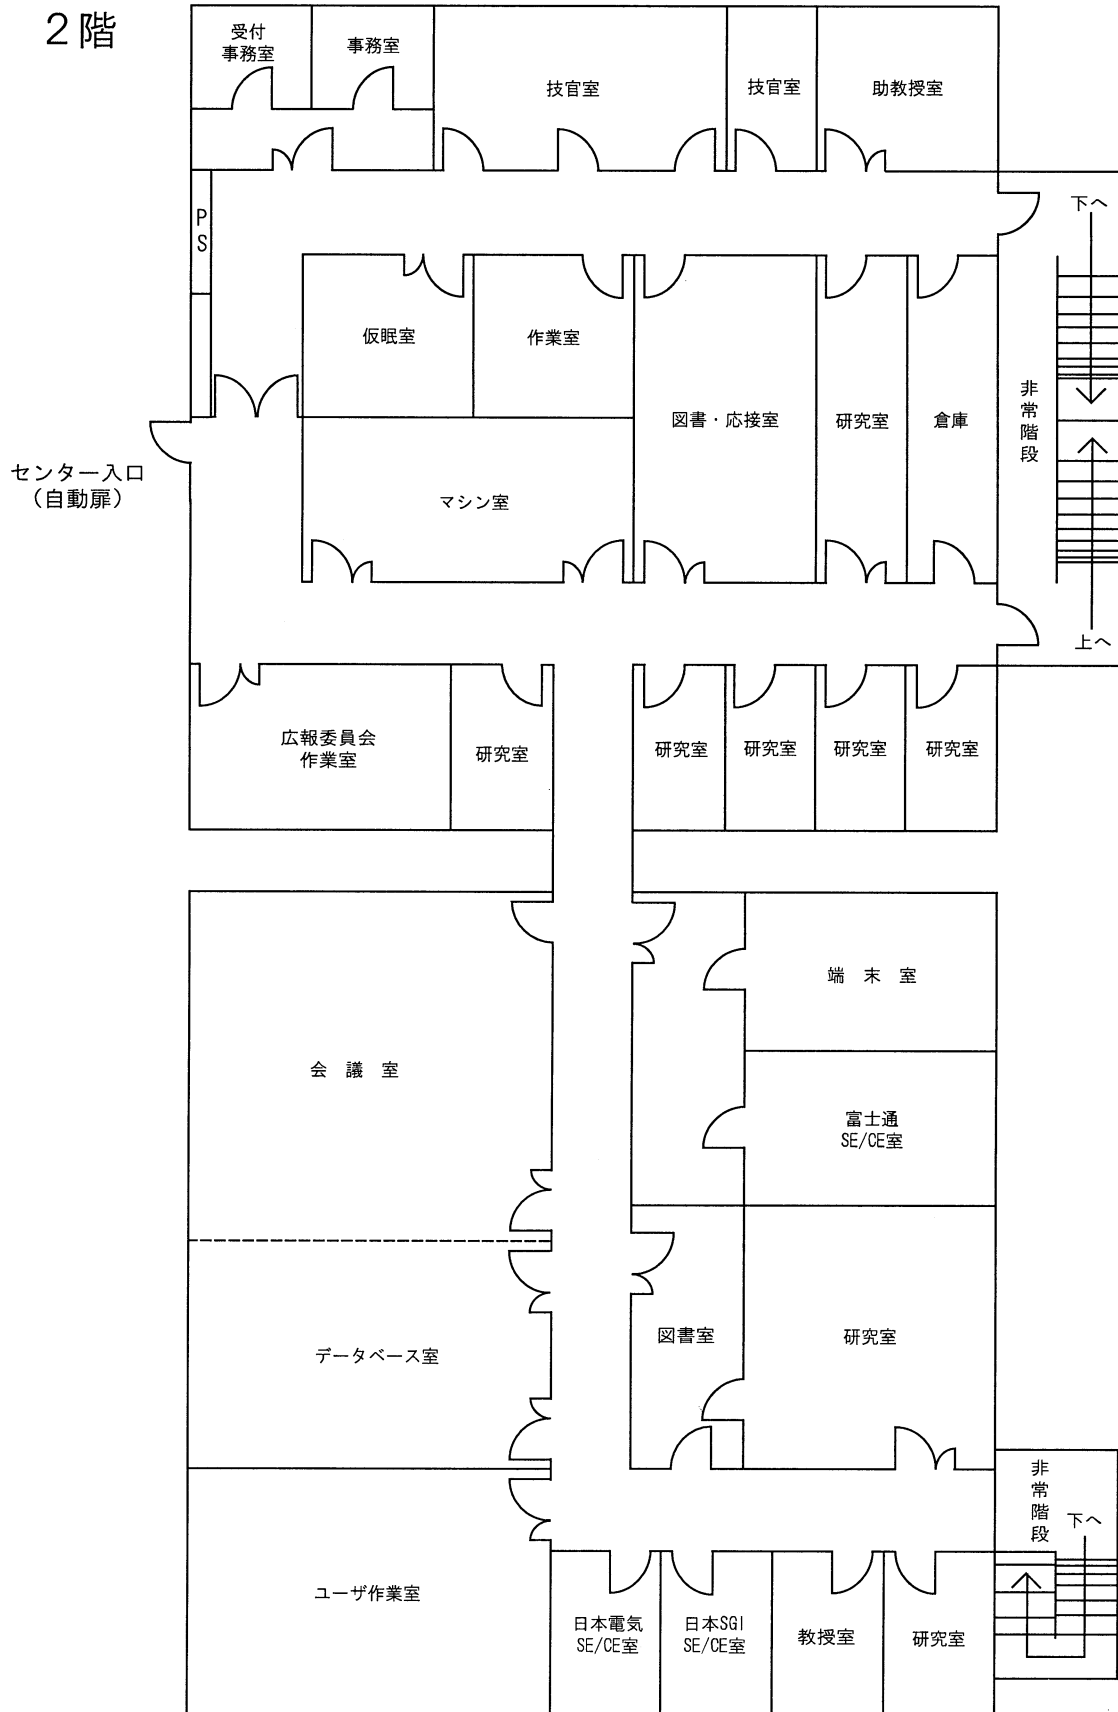 2階
受付
事務室
事務室
技官室
技官室
助教授室
PS
下へ
仮眠室
作業室
図書・応接室
研究室
倉庫
非常階段
センター入口
（自動扉）
マシン室
上へ
広報委員会
作業室
研究室
研究室
研究室
研究室
研究室
端 末 室
会 議 室
富士通
SE/CE室
図書室
研究室
データベース室
非常階段
下へ
ユーザ作業室
日本電気
SE/CE室
日本SGI
SE/CE室
教授室
研究室